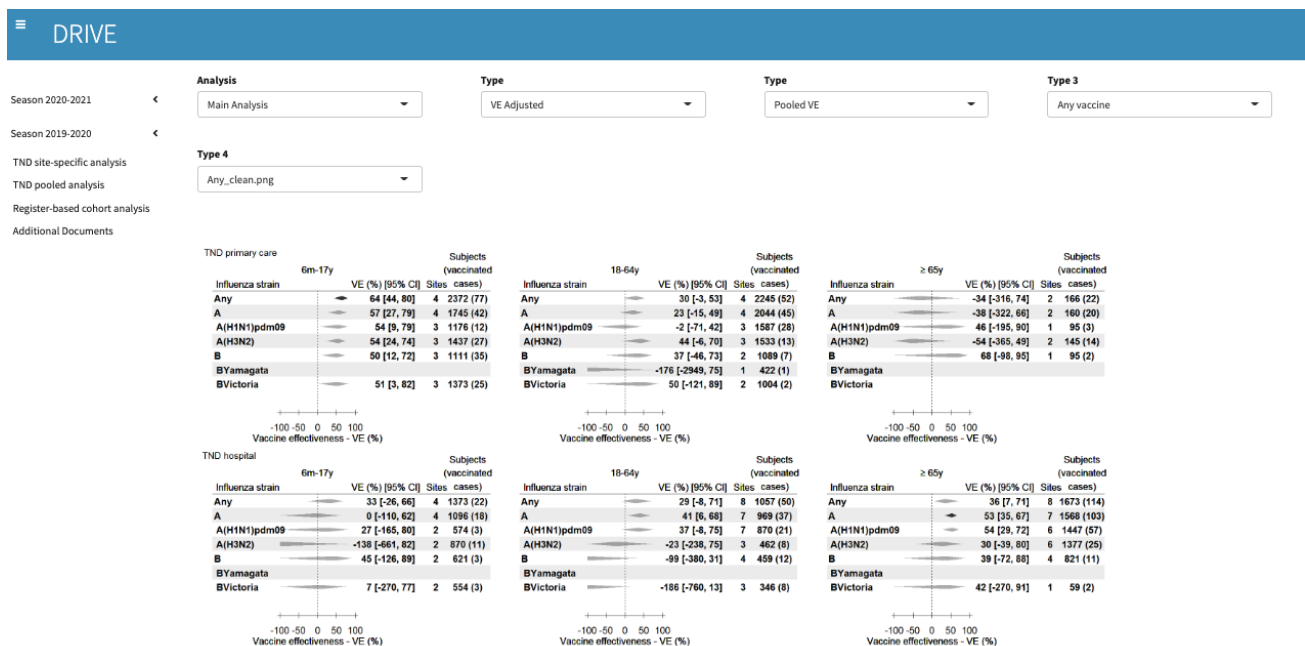 DRIVE
Season 2020-2021
Season 2019-2020
TND site-specific analysis
TND pooled analysis
Register-based cohort analysis
Additional Documents
Analysis Type Type Type 3
Main Analysis VE Adjusted Pooled VE Any vaccine
Type 4
Any_clean.png
TND primary care
6m-17y
Subjects
(vaccinated
Influenza strain VE (%) [95% CI] Sites cases)
Any 64 [44, 80] 4 2372 (77)
A 57 [27, 79] 4 1745 (42)
A(H1N1)pdm09 54 [9, 79] 3 1176 (12)
A(H3N2) 54 [24, 74] 3 1437 (27)
B 50 [12, 72] 3 1111 (35)
BYamagata
BVictoria 51 [3, 82] 3 1373 (25)
-100 -50 0 50 100
Vaccine effectiveness - VE (%)
18-64y
Subjects
(vaccinated
Influenza strain VE (%) [95% CI] Sites cases)
Any 30 [-3, 53] 4 2245 (52)
A 23 [-15, 49] 4 2044 (45)
A(H1N1)pdm09 -2 [-71, 42] 3 1587 (28)
A(H3N2) 44 [-6, 70] 3 1533 (13)
B 37 [-46, 73] 2 1089 (7)
BYamagata -176 [-2949, 75] 1 422 (1)
BVictoria 50 [-121, 89] 2 1004 (2)
-100 -50 0 50 100
Vaccine effectiveness - VE (%)
≥ 65y
Subjects
(vaccinated
Influenza strain VE (%) [95% CI] Sites cases)
Any -34 [-316, 74] 2 166 (22)
A -38 [-322, 66] 2 160 (20)
A(H1N1)pdm09 46 [-195, 90] 1 95 (3)
A(H3N2) -54 [-365, 49] 2 145 (14)
B 68 [-98, 95] 1 95 (2)
BYamagata
BVictoria
-100 -50 0 50 100
Vaccine effectiveness - VE (%)
TND hospital
6m-17y
Subjects
(vaccinated
Influenza strain VE (%) [95% CI] Sites cases)
Any 33 [-26, 66] 4 1373 (22)
A 0 [-110, 62] 4 1096 (18)
A(H1N1)pdm09 27 [-165, 80] 2 574 (3)
A(H3N2) -138 [-661, 82] 2 870 (11)
B 45 [-126, 89] 2 621 (3)
BYamagata
BVictoria 7 [-270, 77] 2 554 (3)
-100 -50 0 50 100
Vaccine effectiveness - VE (%)
18-64y
Subjects
(vaccinated
Influenza strain VE (%) [95% CI] Sites cases)
Any 29 [-8, 71] 8 1057 (50)
A 41 [6, 68] 7 969 (37)
A(H1N1)pdm09 37 [-8, 75] 7 870 (21)
A(H3N2) -23 [-238, 75] 3 462 (8)
B -99 [-380, 31] 4 459 (12)
BYamagata
BVictoria -186 [-760, 13] 3 346 (8)
-100 -50 0 50 100
Vaccine effectiveness - VE (%)
≥ 65y
Subjects
(vaccinated
Influenza strain VE (%) [95% CI] Sites cases)
Any 36 [7, 71] 8 1673 (114)
A 53 [35, 67] 7 1568 (103)
A(H1N1)pdm09 54 [29, 72] 6 1447 (57)
A(H3N2) 30 [-39, 80] 6 1377 (25)
B 39 [-72, 88] 4 821 (11)
BYamagata
BVictoria 42 [-270, 91] 1 59 (2)
-100 -50 0 50 100
Vaccine effectiveness - VE (%)